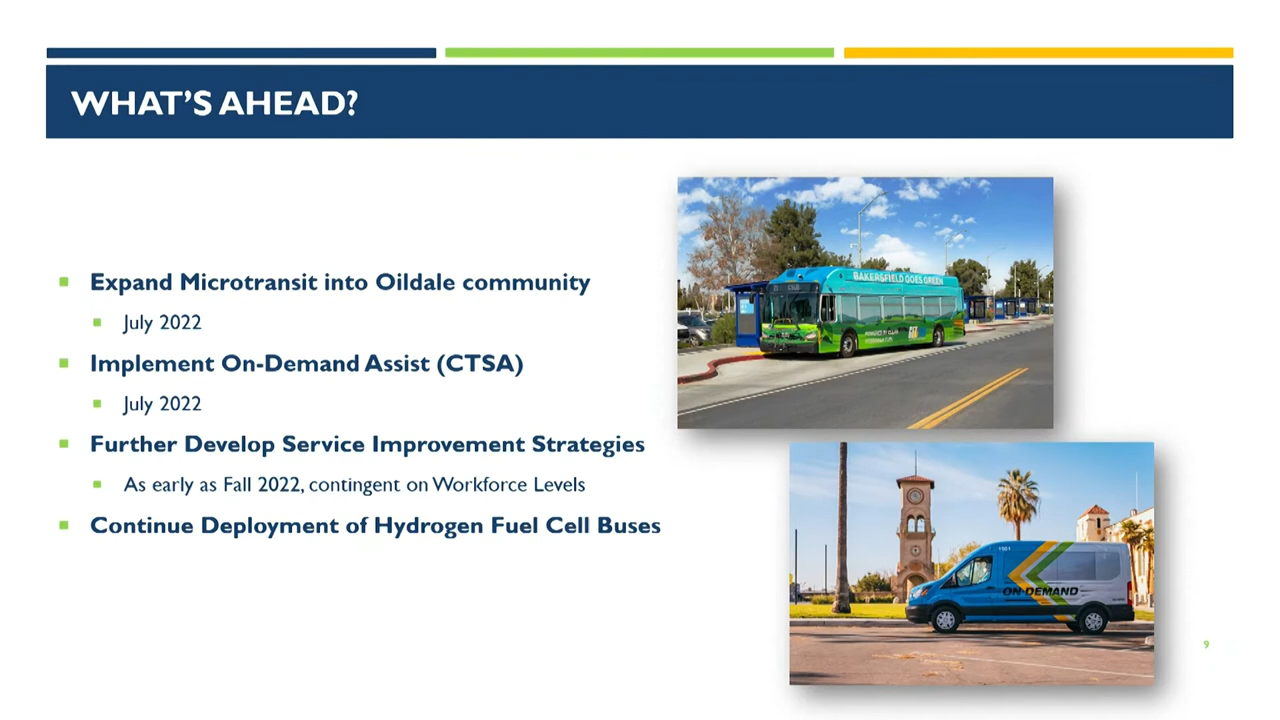 WHAT'S AHEAD?
Expand Microtransit into Oildale community
July 2022
Implement On-Demand Assist (CTSA)
July 2022
Further Develop Service Improvement Strategies
As early as Fall 2022, contingent on Workforce Levels
Continue Deployment of Hydrogen Fuel Cell Buses
BAKERSFIELD GOES GREEN
ON-DEMAND
9